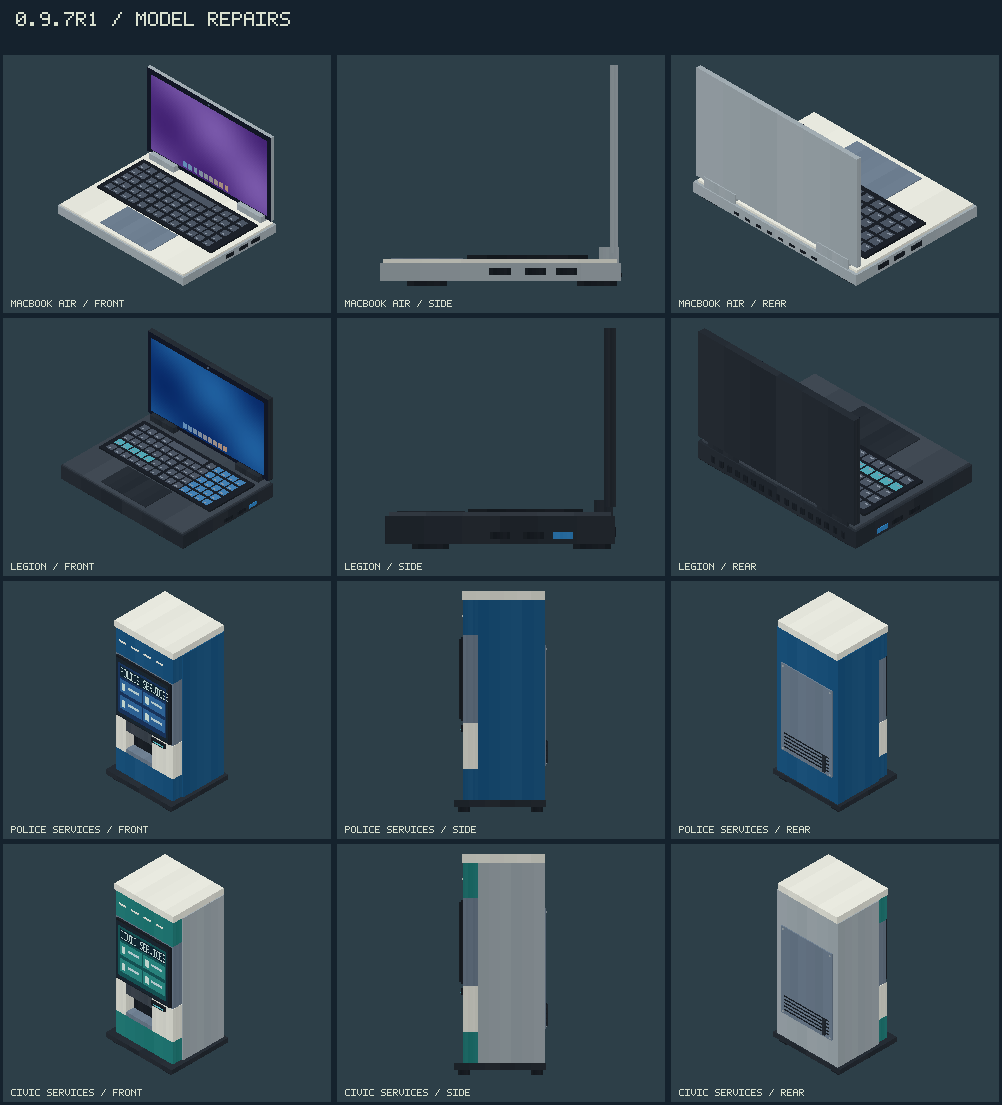 0.9.7R1 / MODEL REPAIRS
MACBOOK AIR / FRONT
MACBOOK AIR / SIDE
MACBOOK AIR / REAR
LEGION / FRONT
LEGION / SIDE
LEGION / REAR
POLICE SERVICES
POLICE SERVICES / FRONT
POLICE SERVICES / SIDE
POLICE SERVICES / REAR
CIVIC SERVICES
CIVIC SERVICES / FRONT
CIVIC SERVICES / SIDE
CIVIC SERVICES / REAR